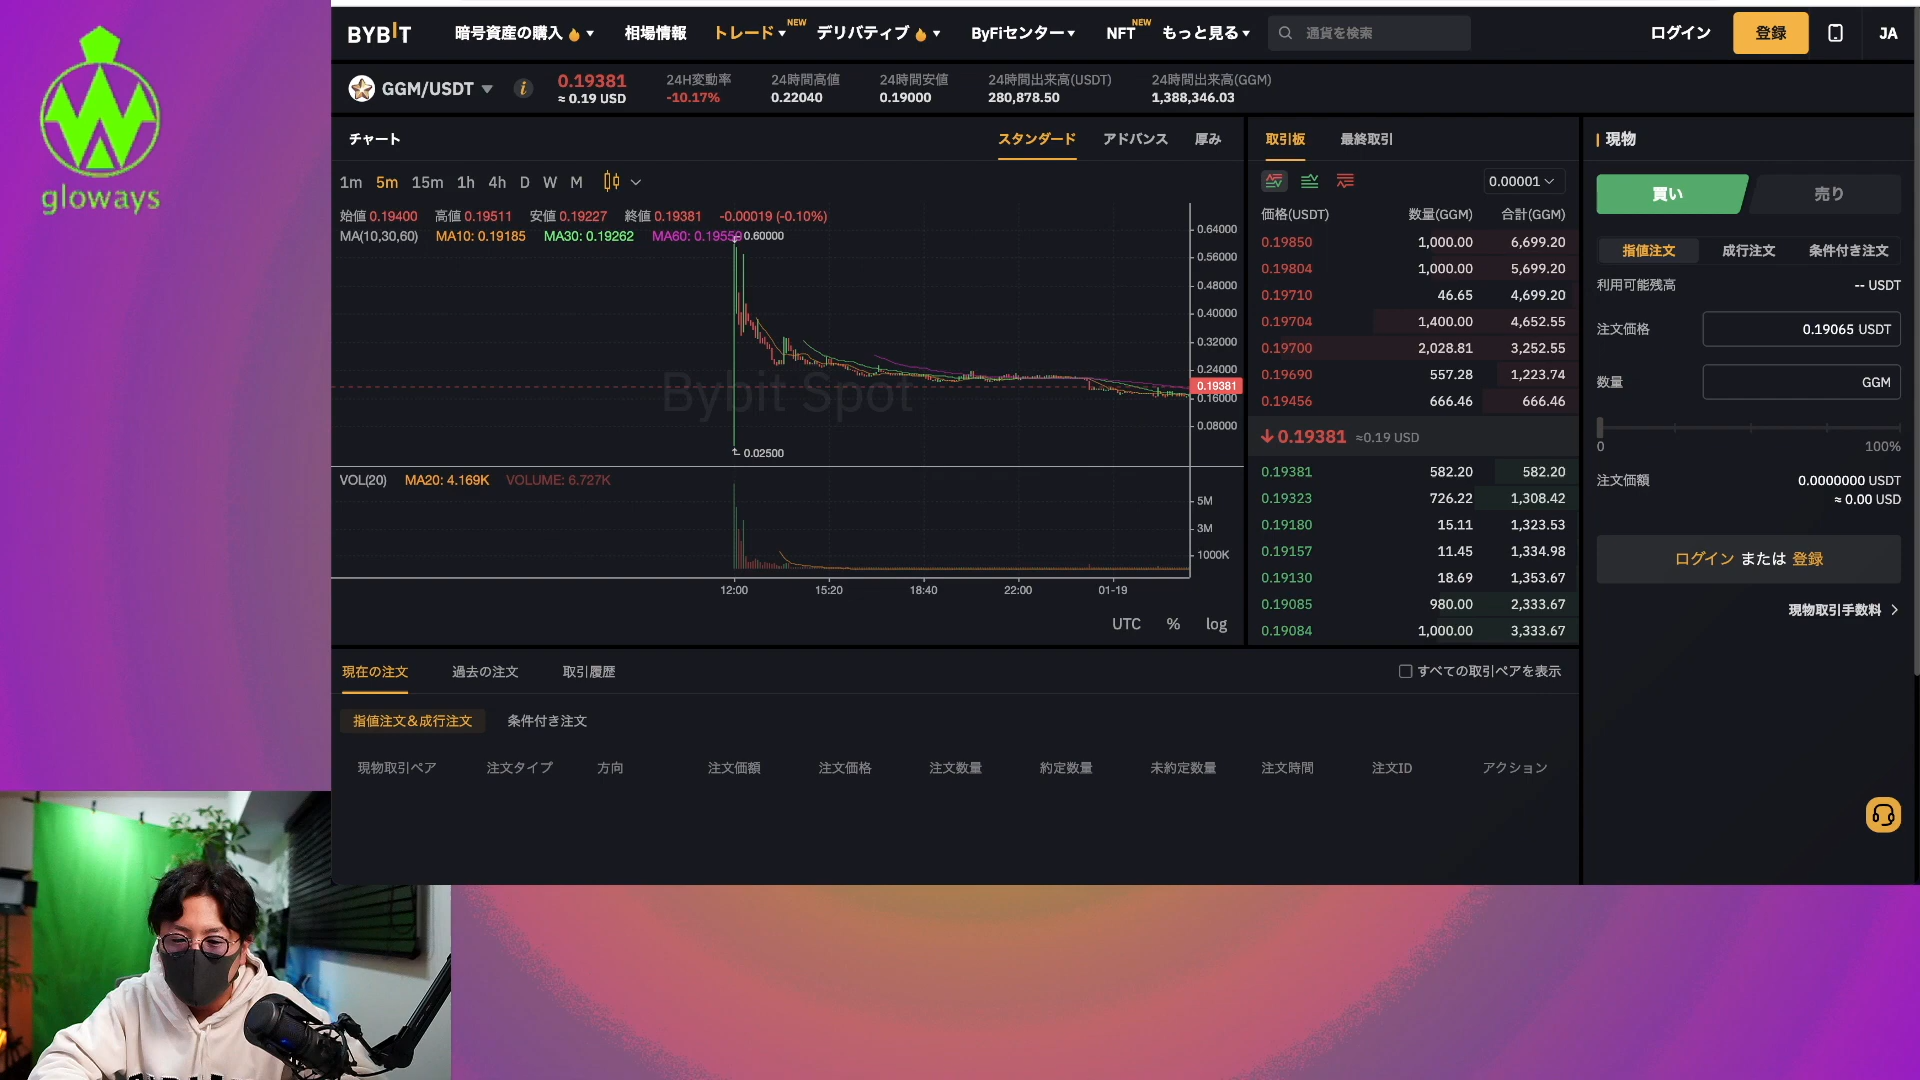 gloways
BYBIT
暗号資産の購入
相場情報
トレード
NEW
デリバティブ
ByFiセンター
NFT
NEW
もっと見る
通貨を検索
ログイン
登録
JA
GGM/USDT
i
0.19381
≈ 0.19 USD
24H変動率
-10.17%
24時間高値
0.22040
24時間安値
0.19000
24時間出来高(USDT)
280,878.50
24時間出来高(GGM)
1,388,346.03
チャート
スタンダード
アドバンス
厚み
1m 5m 15m 1h 4h D W M
始値 0.19400 高値 0.19511 安値 0.19227 終値 0.19381 -0.00019 (-0.10%)
MA(10,30,60) MA10: 0.19185 MA30: 0.19262 MA60: 0.1955
0.60000
0.64000
0.56000
0.48000
0.40000
0.32000
0.24000
0.19381
0.16000
0.08000
Bybit Spot
0.02500
VOL(20) MA20: 4.169K VOLUME: 6.727K
5M
3M
1000K
12:00 15:20 18:40 22:00 01-19
UTC % log
取引板
最終取引
0.00001
価格(USDT) 数量(GGM) 合計(GGM)
0.19850 1,000.00 6,699.20
0.19804 1,000.00 5,699.20
0.19710 46.65 4,699.20
0.19704 1,400.00 4,652.55
0.19700 2,028.81 3,252.55
0.19690 557.28 1,223.74
0.19456 666.46 666.46
0.19381 ≈0.19 USD
0.19381 582.20 582.20
0.19323 726.22 1,308.42
0.19180 15.11 1,323.53
0.19157 11.45 1,334.98
0.19130 18.69 1,353.67
0.19085 980.00 2,333.67
0.19084 1,000.00 3,333.67
現物
買い
売り
指値注文
成行注文
条件付き注文
利用可能残高 -- USDT
注文価格 0.19065 USDT
数量 GGM
0 100%
注文価額 0.0000000 USDT
≈ 0.00 USD
ログイン または 登録
現物取引手数料
現在の注文
過去の注文
取引履歴
すべての取引ペアを表示
指値注文＆成行注文
条件付き注文
現物取引ペア 注文タイプ 方向 注文価額 注文価格 注文数量 約定数量 未約定数量 注文時間 注文ID アクション